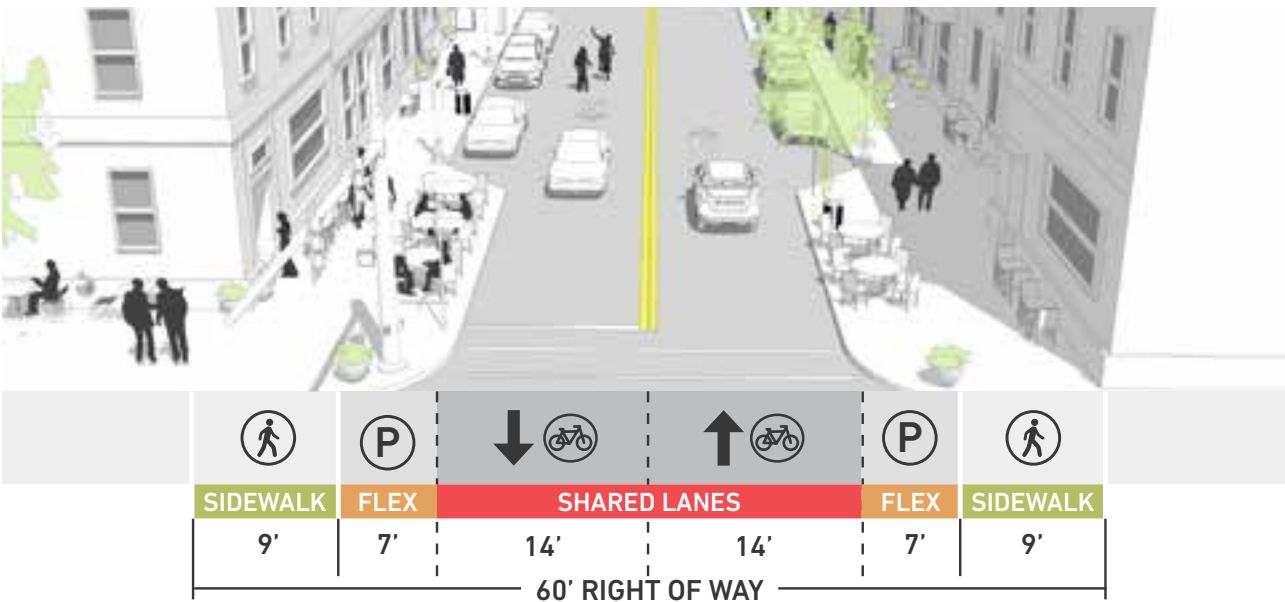 P P
SIDEWALK FLEX SHARED LANES FLEX SIDEWALK
9’ 7’ 14’ 14’ 7’ 9’
60’ RIGHT OF WAY